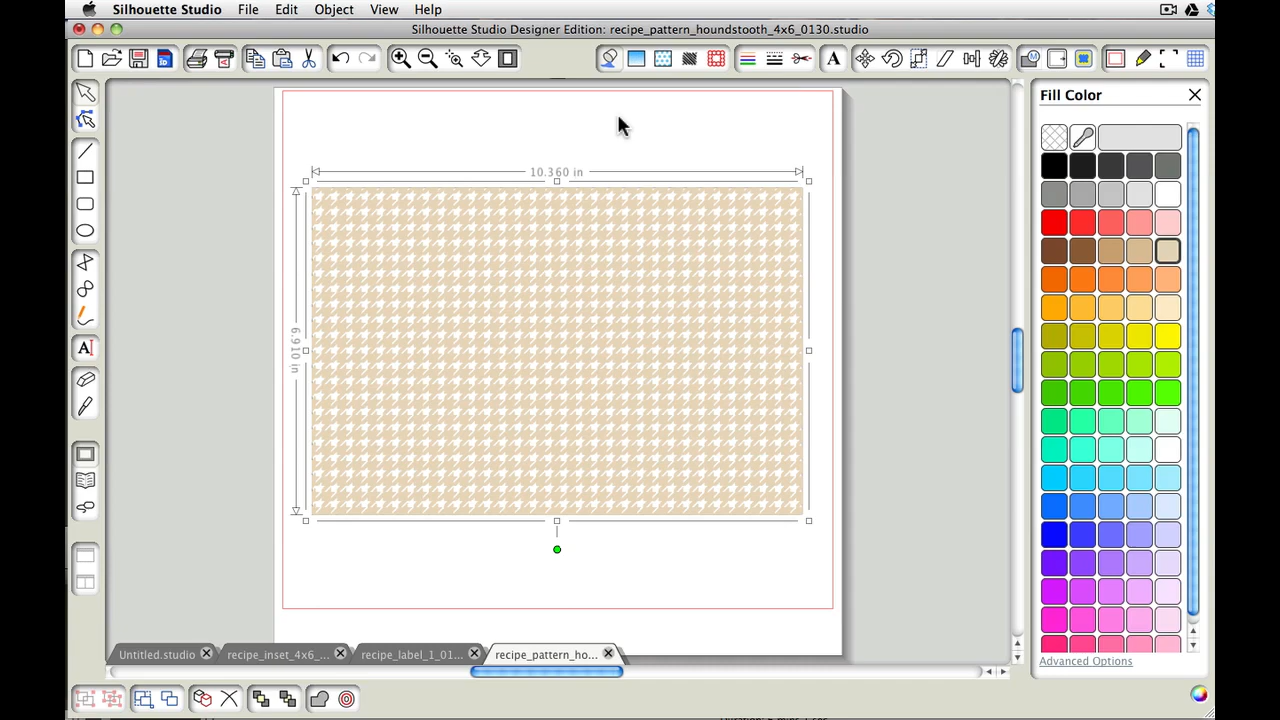 Silhouette Studio File Edit Object View Help
Silhouette Studio Designer Edition: recipe_pattern_houndstooth_4x6_0130.studio
Fill Color
10.360 in
6.910 in
Advanced Options
Untitled.studio recipe_inset_4x6_... recipe_label_1_01... recipe_pattern_ho...